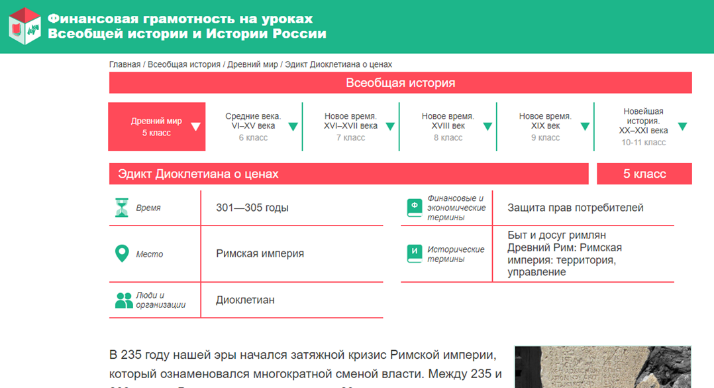 Финансовая грамотность на уроках
Всеобщей истории и Истории России
Главная / Всеобщая история / Древний мир / Эдикт Диоклетиана о ценах
Всеобщая история
Древний мир
5 класс
Средние века.
VI–XV века
6 класс
Новое время.
XVI–XVII века
7 класс
Новое время.
XVIII век
8 класс
Новое время.
XIX век
9 класс
Новейшая
история.
XX–XXI века
10-11 класс
Эдикт Диоклетиана о ценах
5 класс
Время
301—305 годы
Место
Римская империя
Люди и
организации
Диоклетиан
Ф
Финансовые и
экономические
термины
Защита прав потребителей
И
Исторические
термины
Быт и досуг римлян
Древний Рим: Римская
империя: территория,
управление
В 235 году нашей эры начался затяжной кризис Римской империи,
который ознаменовался многократной сменой власти. Между 235 и